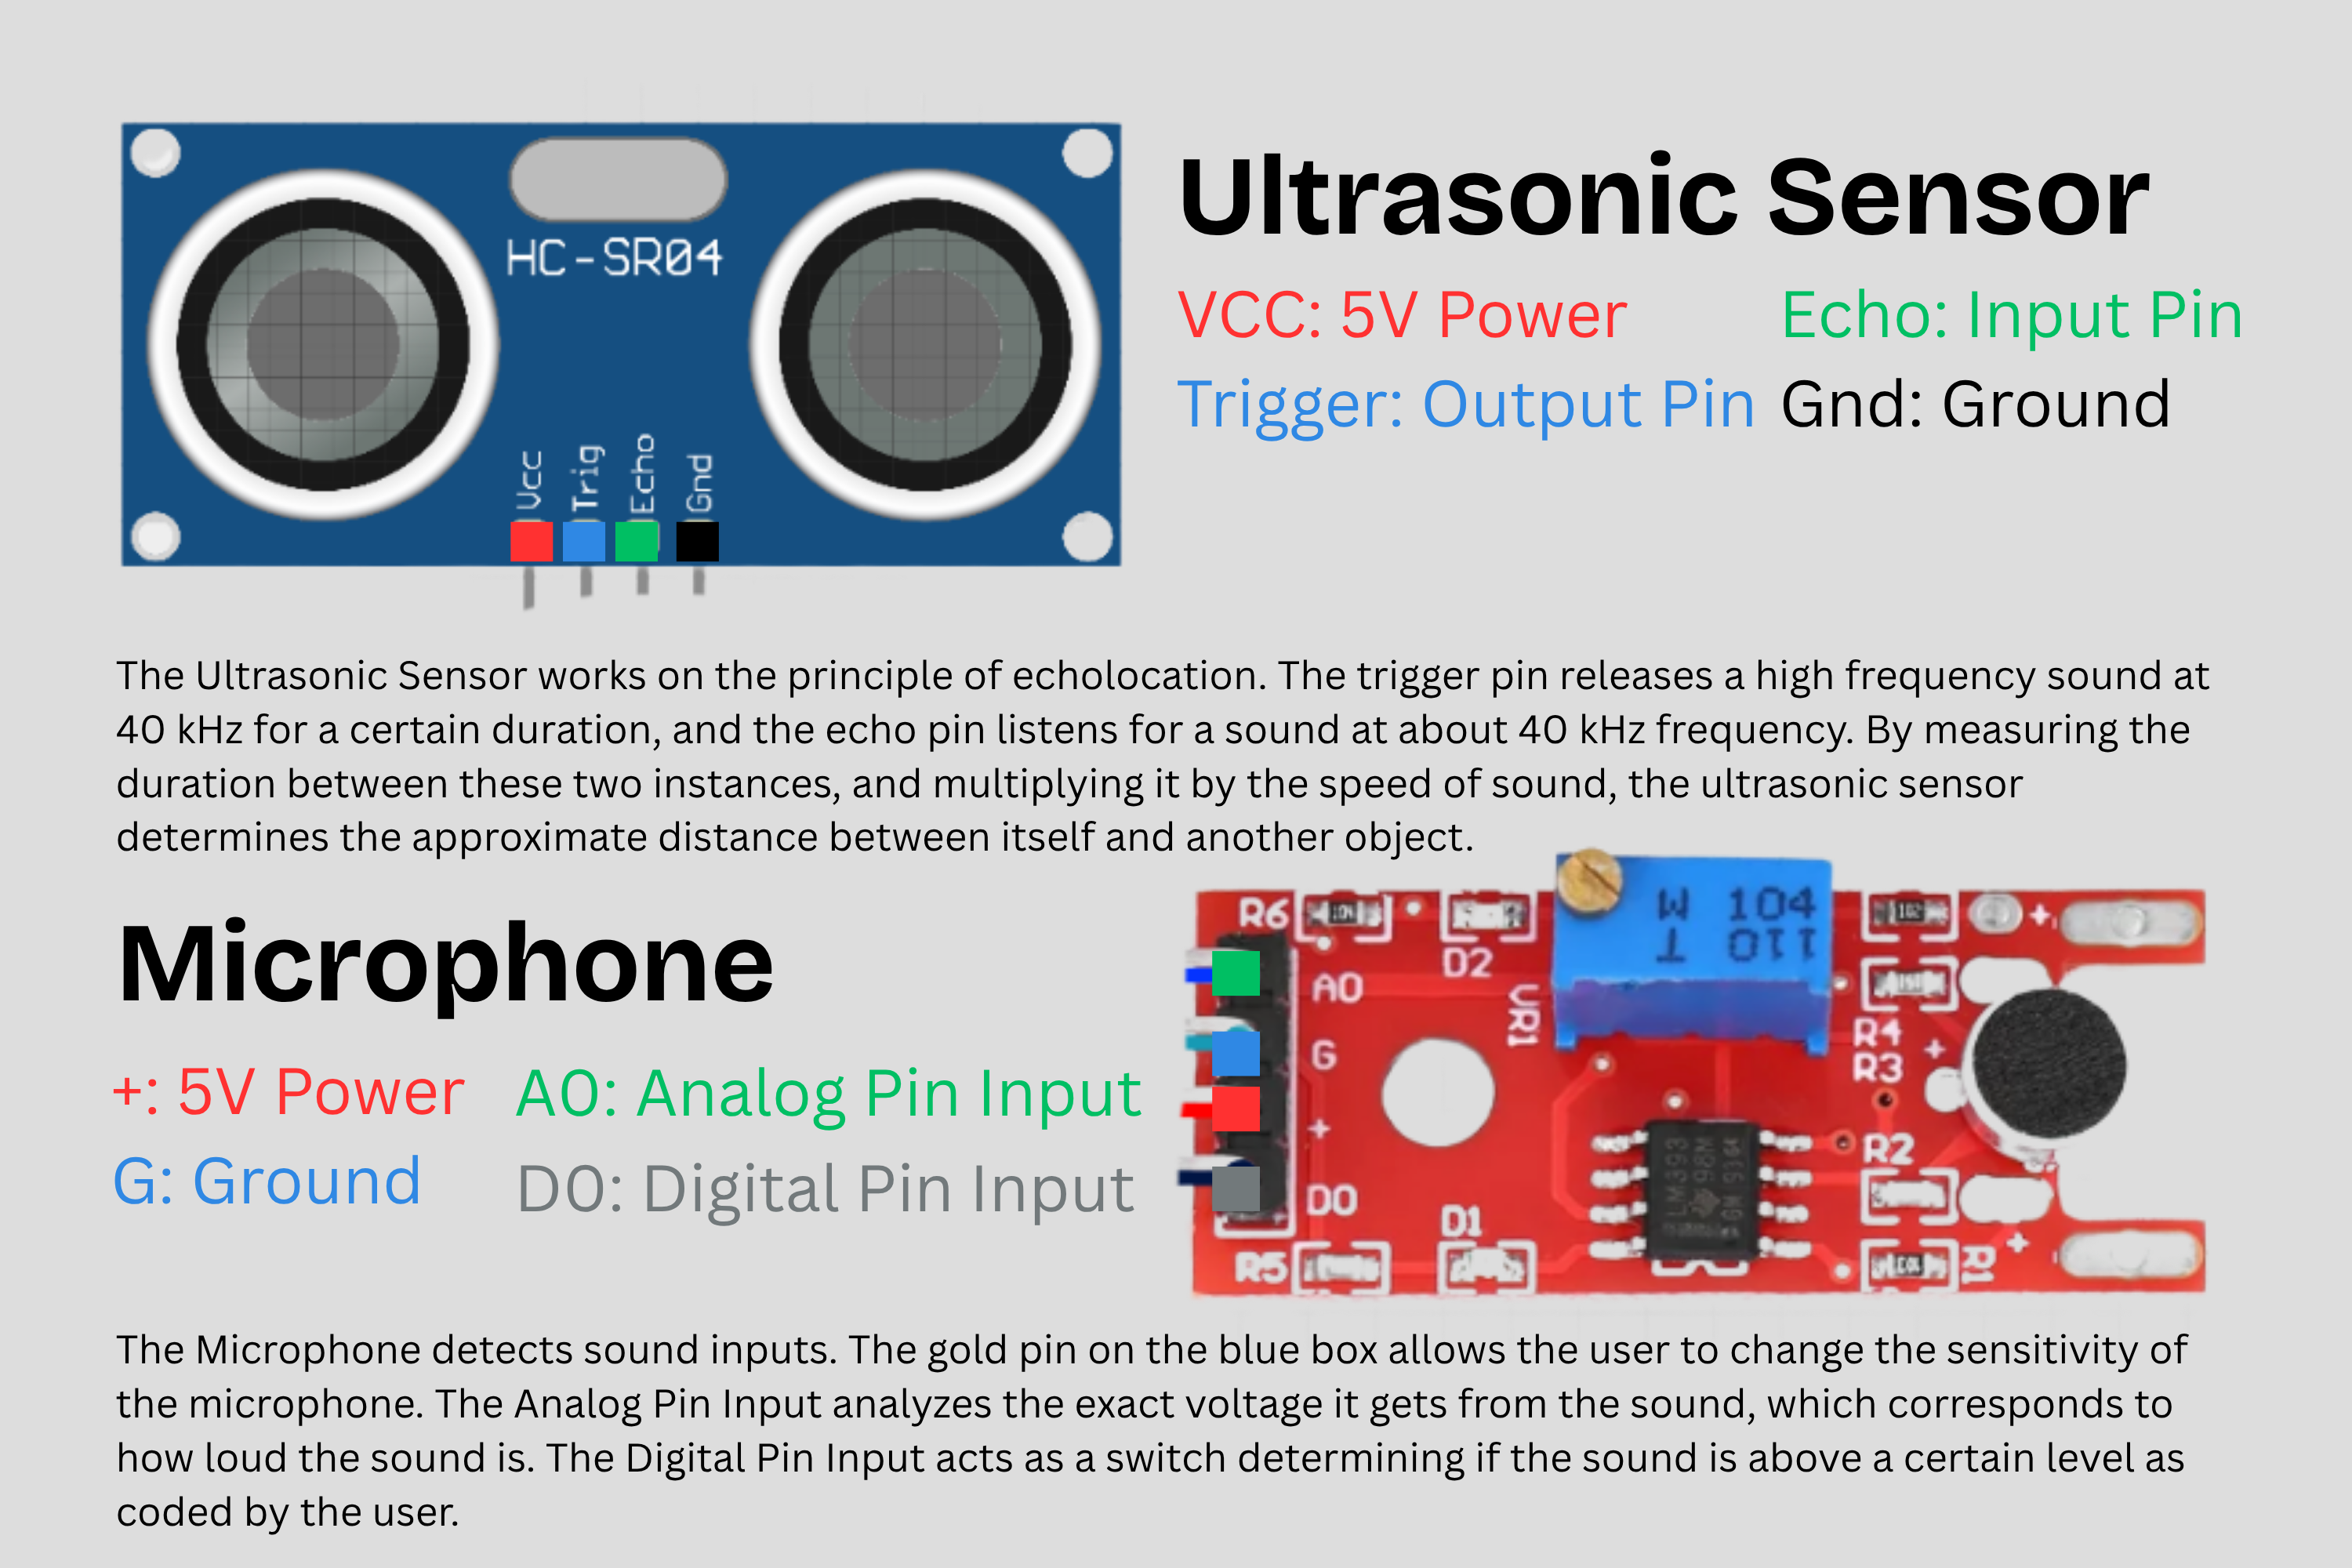 HC-SR04
Vcc
Trig
Echo
Gnd
Ultrasonic Sensor
VCC: 5V Power
Echo: Input Pin
Trigger: Output Pin
Gnd: Ground
The Ultrasonic Sensor works on the principle of echolocation. The trigger pin releases a high frequency sound at
40 kHz for a certain duration, and the echo pin listens for a sound at about 40 kHz frequency. By measuring the
duration between these two instances, and multiplying it by the speed of sound, the ultrasonic sensor
determines the approximate distance between itself and another object.
Microphone
+: 5V Power
A0: Analog Pin Input
G: Ground
D0: Digital Pin Input
R6
D2
W 104
A0
VR1
G
+
D0
D1
R5
LM393
R4
R3
R2
R1
+
+
+
The Microphone detects sound inputs. The gold pin on the blue box allows the user to change the sensitivity of
the microphone. The Analog Pin Input analyzes the exact voltage it gets from the sound, which corresponds to
how loud the sound is. The Digital Pin Input acts as a switch determining if the sound is above a certain level as
coded by the user.